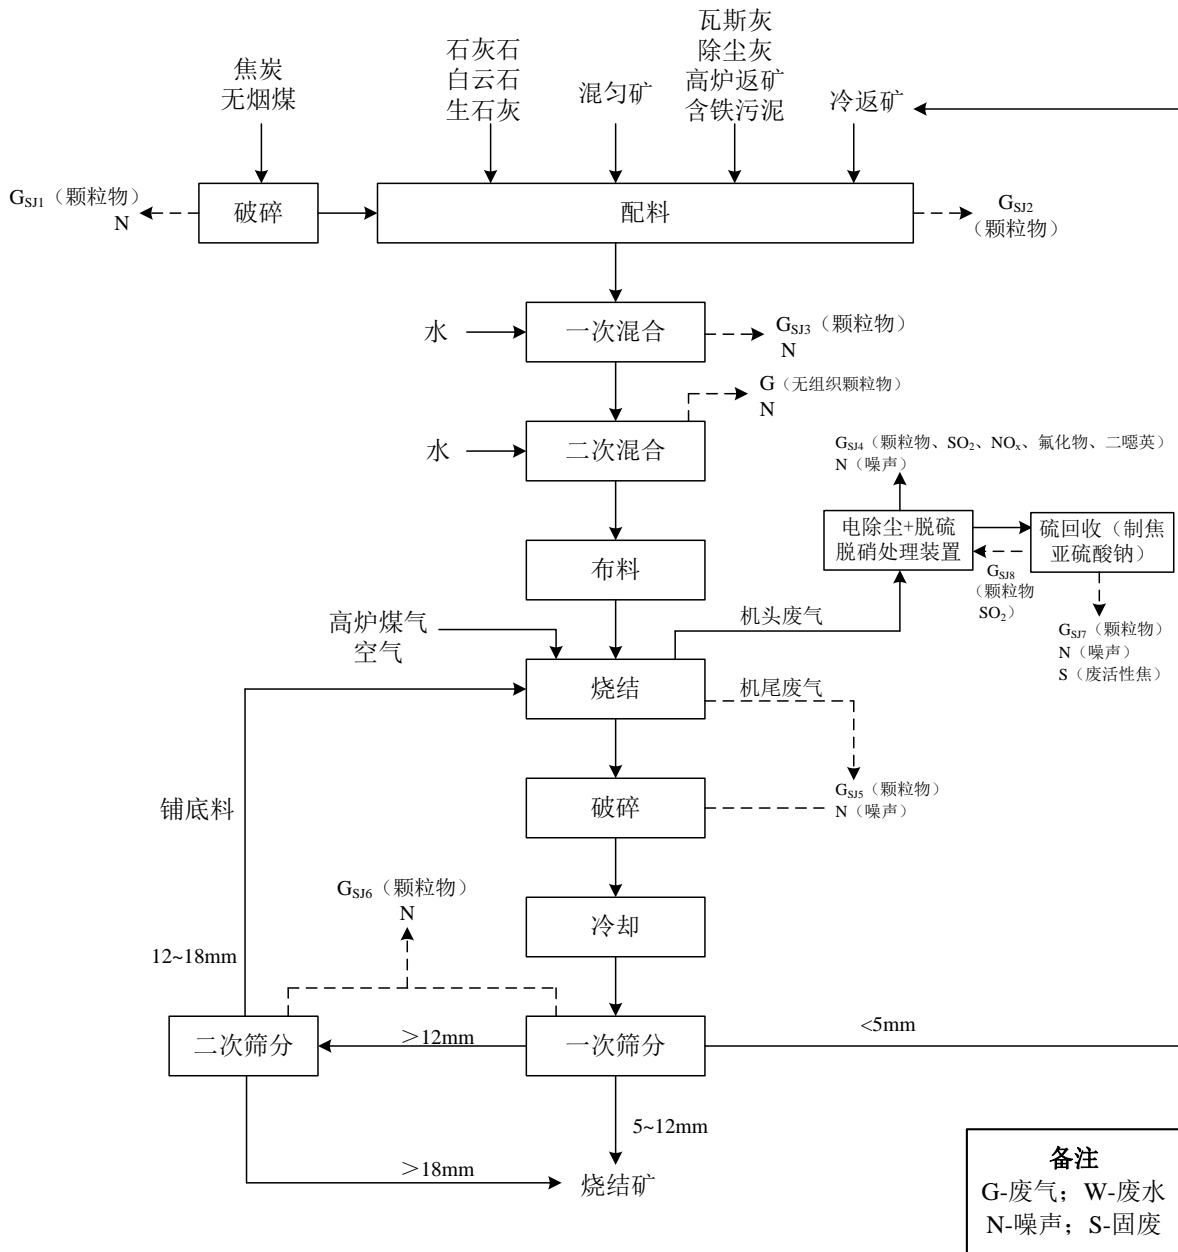 瓦斯灰
除尘灰
高炉返矿
含铁污泥
石灰石
白云石
生石灰
焦炭
无烟煤
混匀矿
冷返矿
G_SJ1（颗粒物）
N
破碎
配料
G_SJ2
（颗粒物）
水
一次混合
G_SJ3（颗粒物）
N
G（无组织颗粒物）
N
水
二次混合
G_SJ4（颗粒物、SO₂、NOₓ、氟化物、二噁英）
N（噪声）
电除尘+脱硫
脱硝处理装置
硫回收（制焦
亚硫酸钠）
G_SJ8
（颗粒物
SO₂）
布料
高炉煤气
空气
机头废气
G_SJ7（颗粒物）
N（噪声）
S（废活性焦）
烧结
机尾废气
铺底料
破碎
G_SJ5（颗粒物）
N（噪声）
G_SJ6（颗粒物）
N
冷却
12~18mm
二次筛分
＞12mm
一次筛分
<5mm
5~12mm
＞18mm
烧结矿
备注
G-废气；W-废水
N-噪声；S-固废